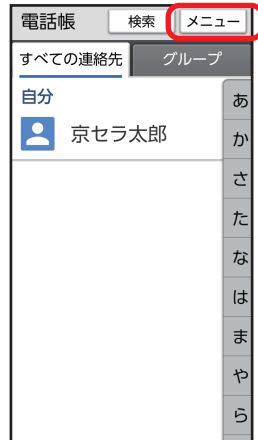 電話帳 検索 メニュー
すべての連絡先 グループ
自分
京セラ太郎
あ
か
さ
た
な
は
ま
や
ら